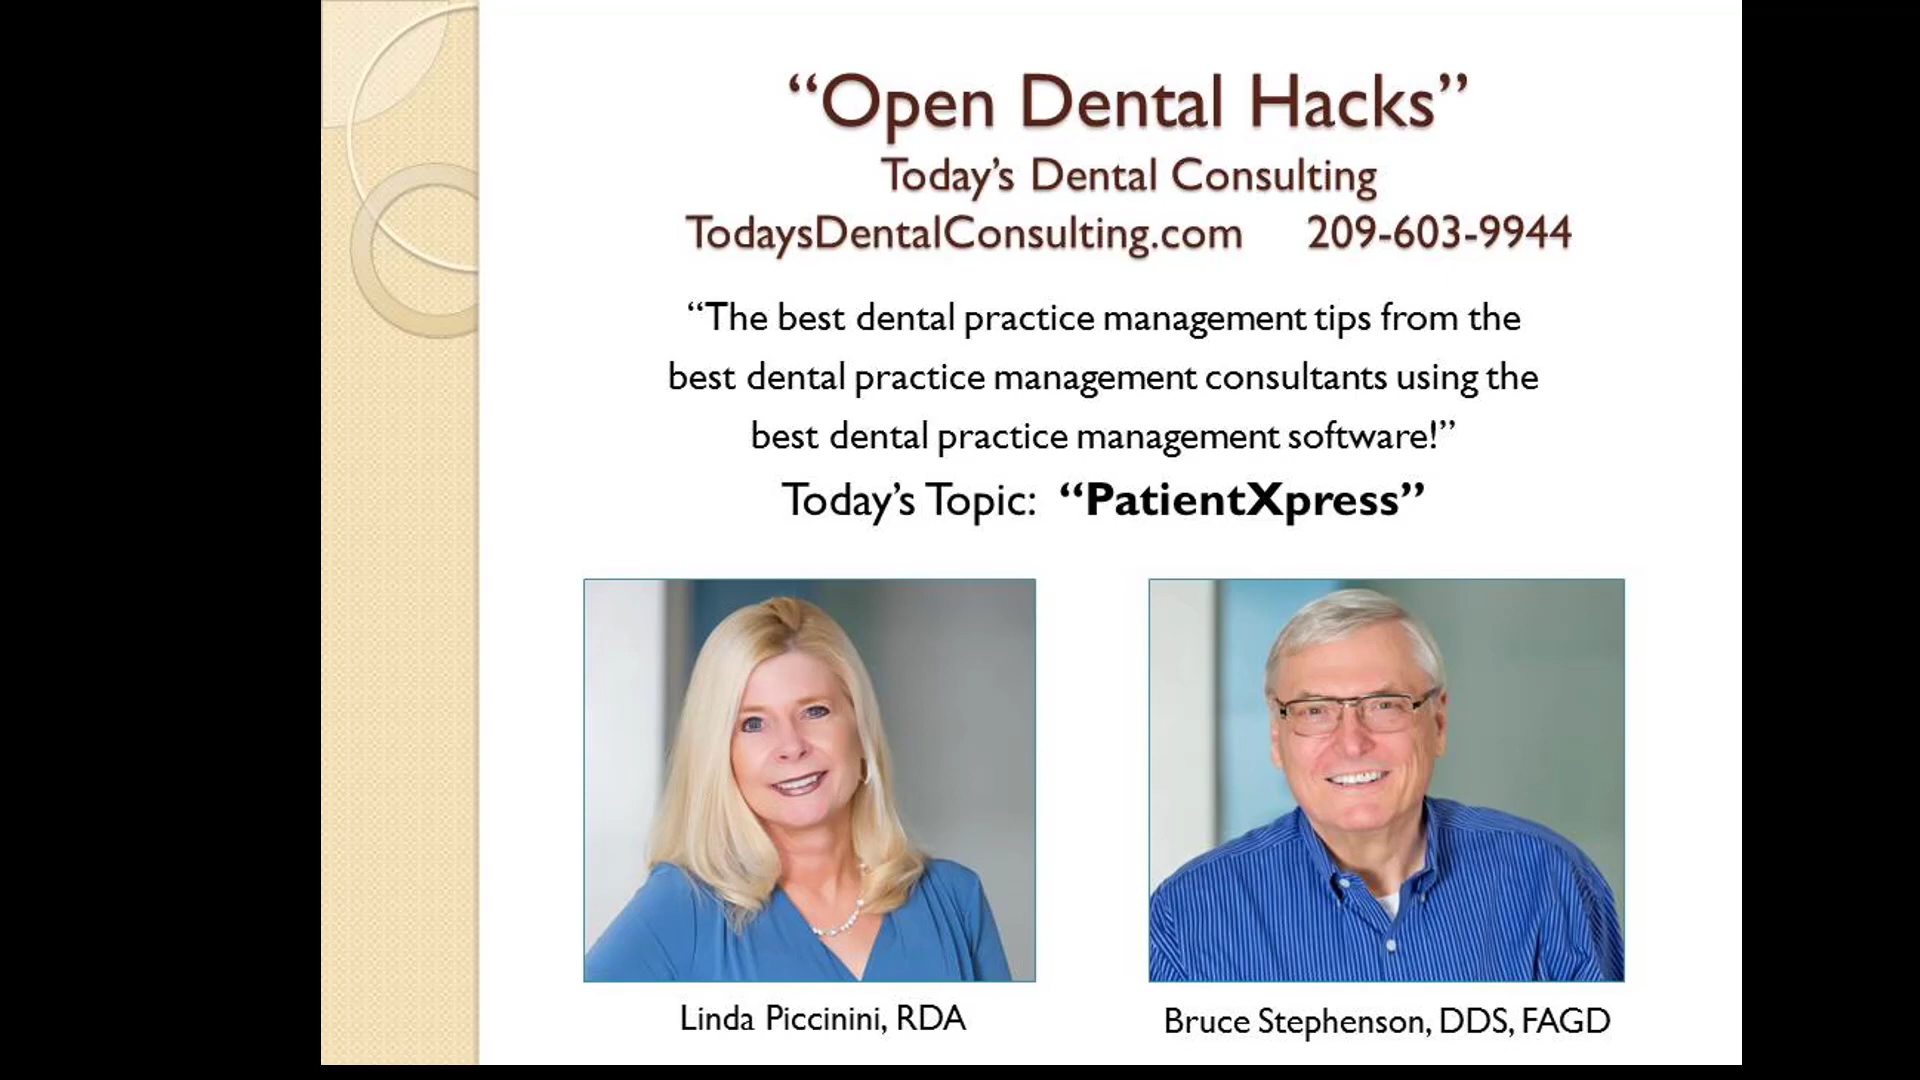 “Open Dental Hacks”
Today’s Dental Consulting
TodaysDentalConsulting.com 209-603-9944
“The best dental practice management tips from the
best dental practice management consultants using the
best dental practice management software!”
Today’s Topic: “PatientXpress”
Linda Piccinini, RDA
Bruce Stephenson, DDS, FAGD